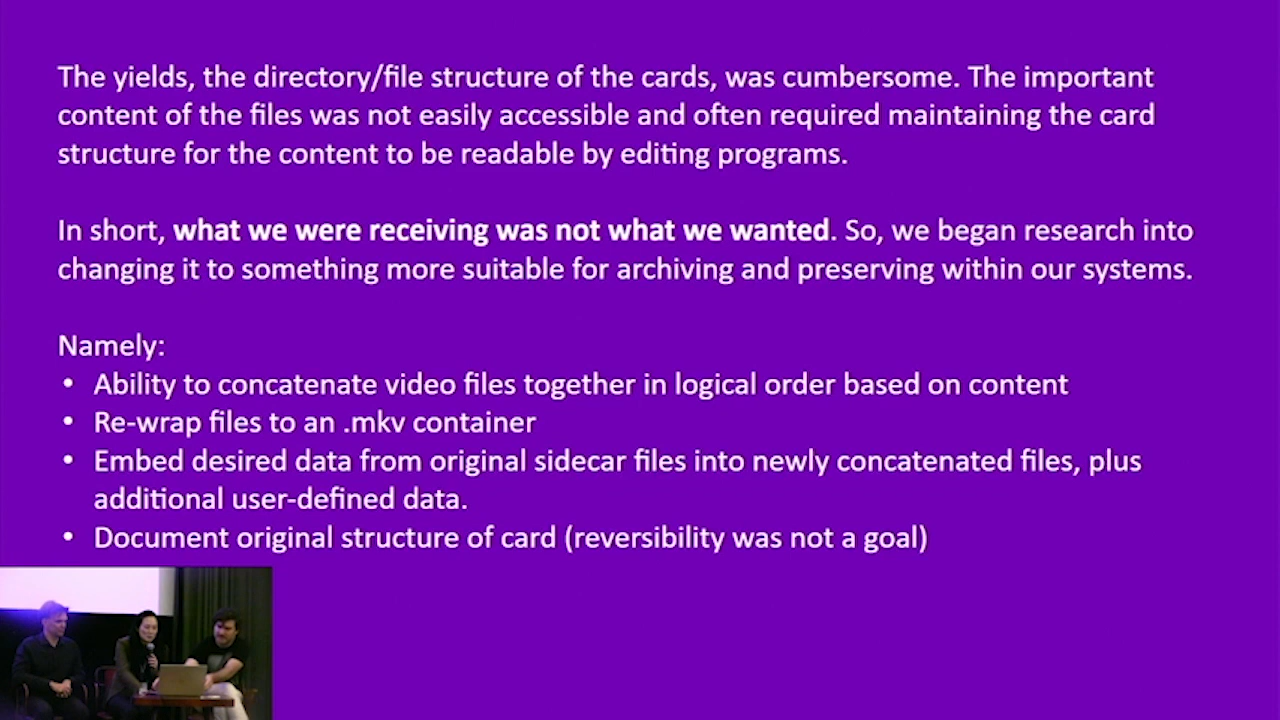 The yields, the directory/file structure of the cards, was cumbersome. The important
content of the files was not easily accessible and often required maintaining the card
structure for the content to be readable by editing programs.
In short, what we were receiving was not what we wanted. So, we began research into
changing it to something more suitable for archiving and preserving within our systems.
Namely:
• Ability to concatenate video files together in logical order based on content
• Re-wrap files to an .mkv container
• Embed desired data from original sidecar files into newly concatenated files, plus
additional user-defined data.
• Document original structure of card (reversibility was not a goal)